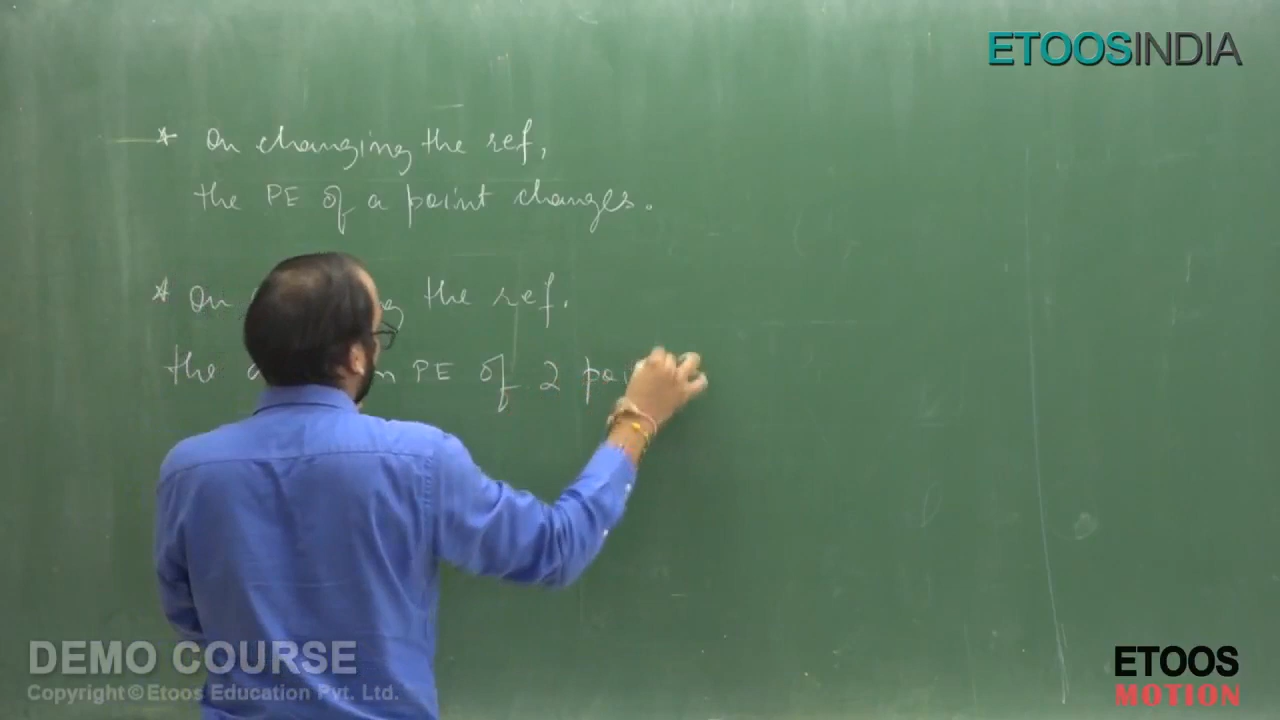 ETOOSINDIA
* On changing the ref,
the PE of a point changes.
* On the ref.
the PE of 2
DEMO COURSE
Copyright©Etoos Education Pvt. Ltd.
ETOOS
MOTION